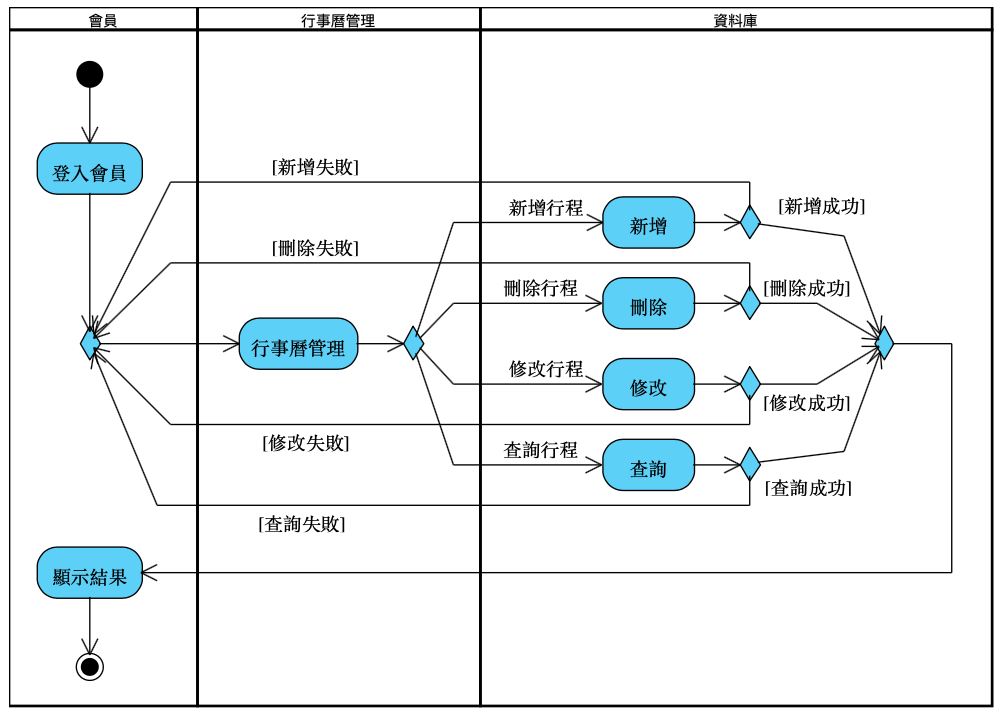 會員
行事曆管理
資料庫
登入會員
[新增失敗]
新增行程
新增
[新增成功]
[刪除失敗]
刪除行程
刪除
[刪除成功]
行事曆管理
修改行程
修改
[修改成功]
[修改失敗]
查詢行程
查詢
[查詢成功]
[查詢失敗]
顯示結果